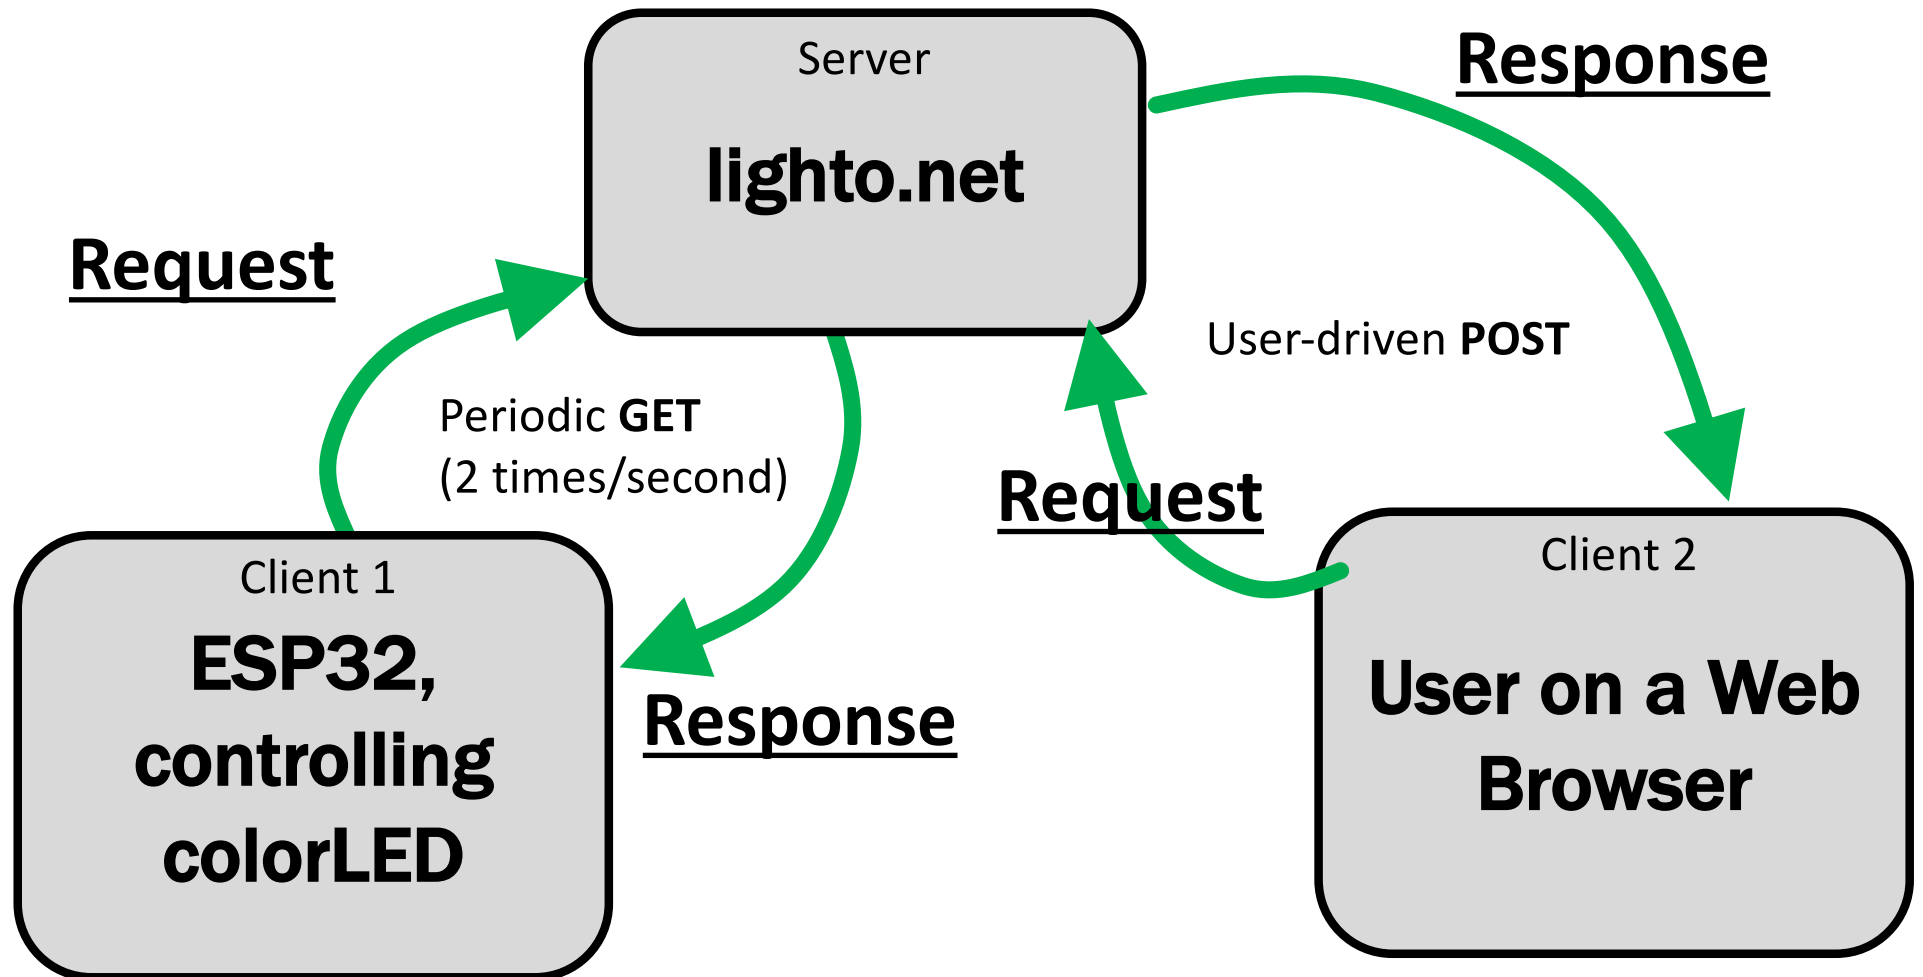 Server
lighto.net
Response
Request
User-driven POST
Periodic GET
(2 times/second)
Request
Client 1
ESP32,
controlling
colorLED
Response
Client 2
User on a Web
Browser